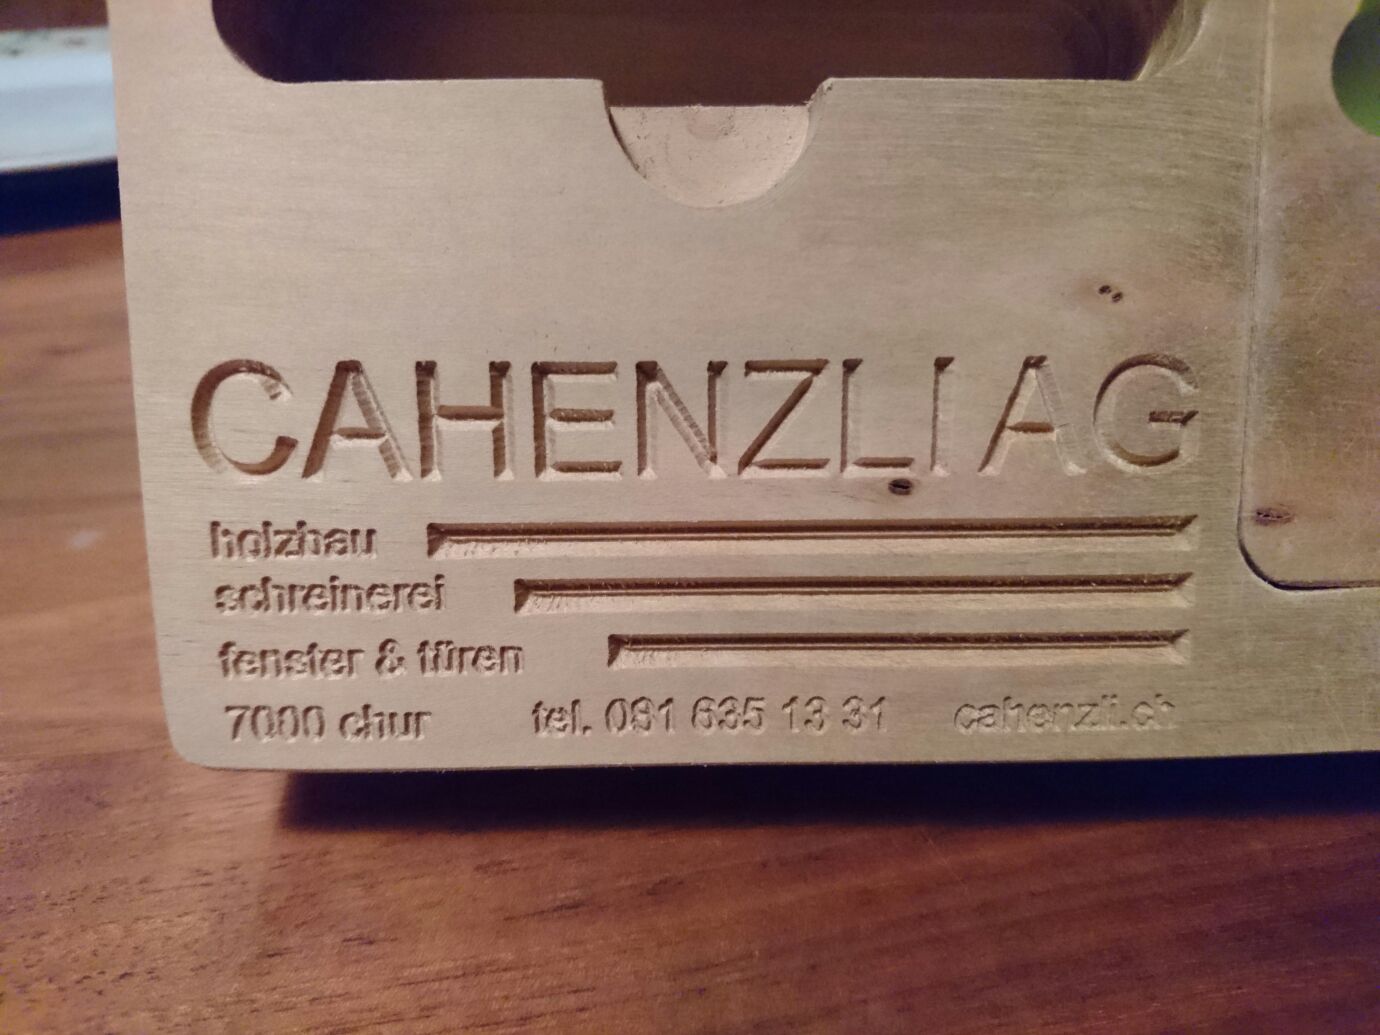 CAHENZLI AG
holzbau
schreinerei
fenster & türen
7000 chur tel. 081 635 13 31 cahenzli.ch